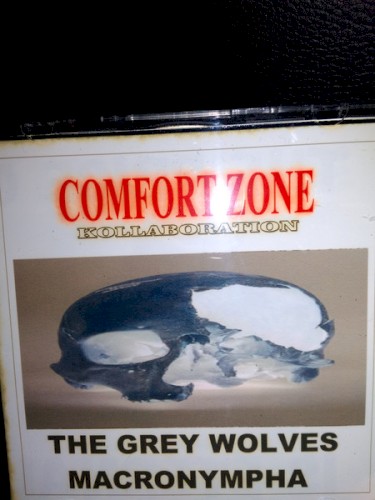 COMFORT ZONE
KOLLABORATION
THE GREY WOLVES
MACRONYMPHA